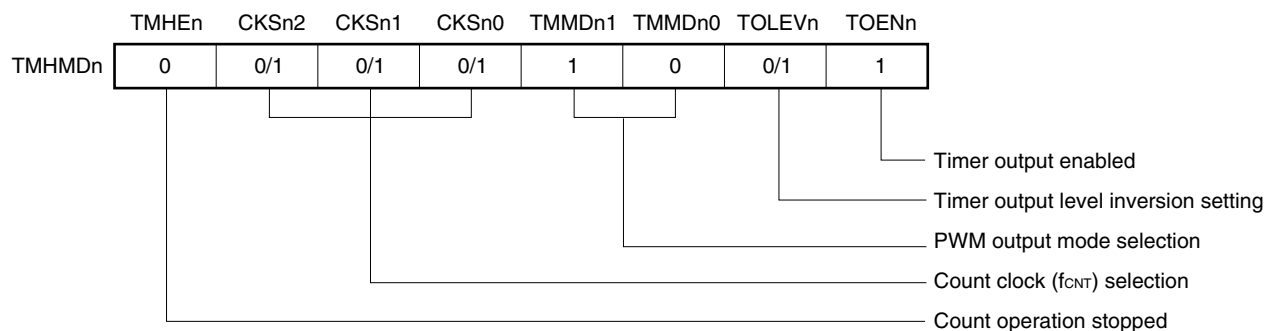 TMHEn CKSn2 CKSn1 CKSn0 TMMDn1 TMMDn0 TOLEVn TOENn
TMHMDn 0 0/1 0/1 0/1 1 0 0/1 1
Timer output enabled
Timer output level inversion setting
PWM output mode selection
Count clock (fCNT) selection
Count operation stopped